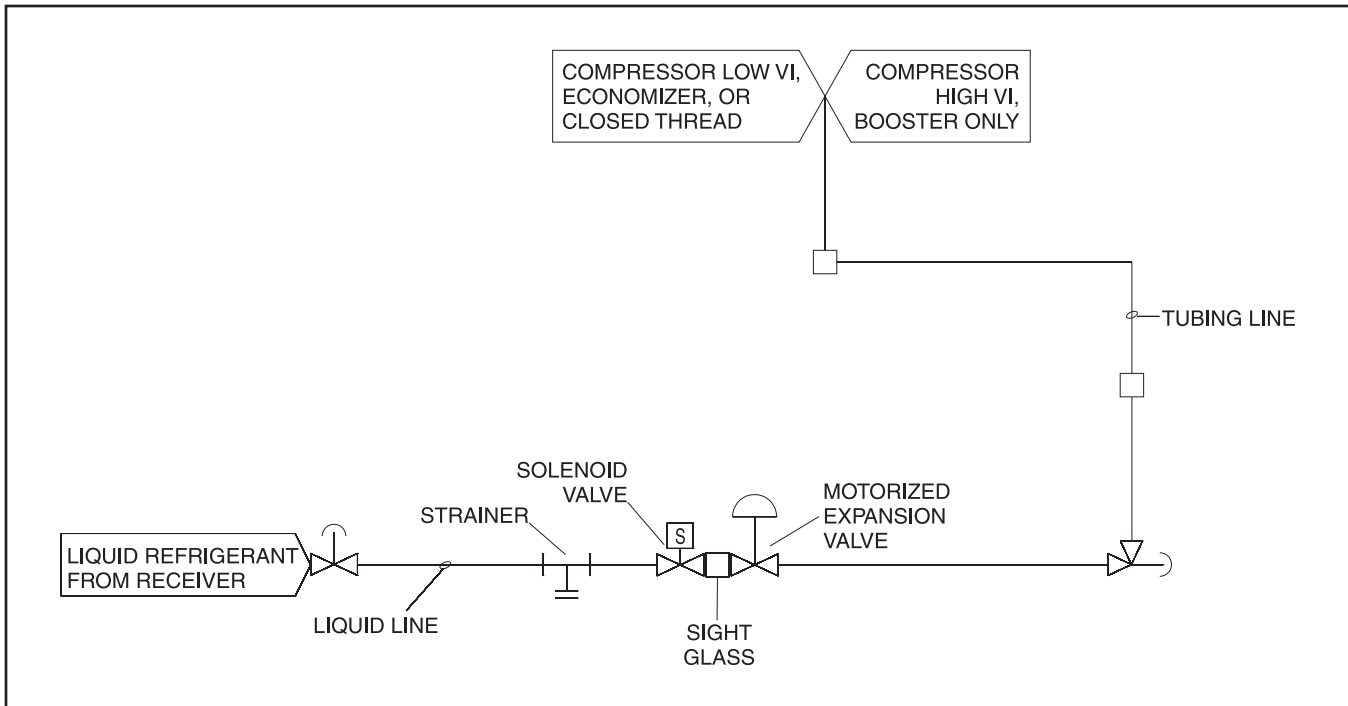 COMPRESSOR LOW VI,
ECONOMIZER, OR
CLOSED THREAD
COMPRESSOR
HIGH VI,
BOOSTER ONLY
TUBING LINE
SOLENOID
VALVE
MOTORIZED
EXPANSION
VALVE
STRAINER
S
LIQUID REFRIGERANT
FROM RECEIVER
LIQUID LINE
SIGHT
GLASS